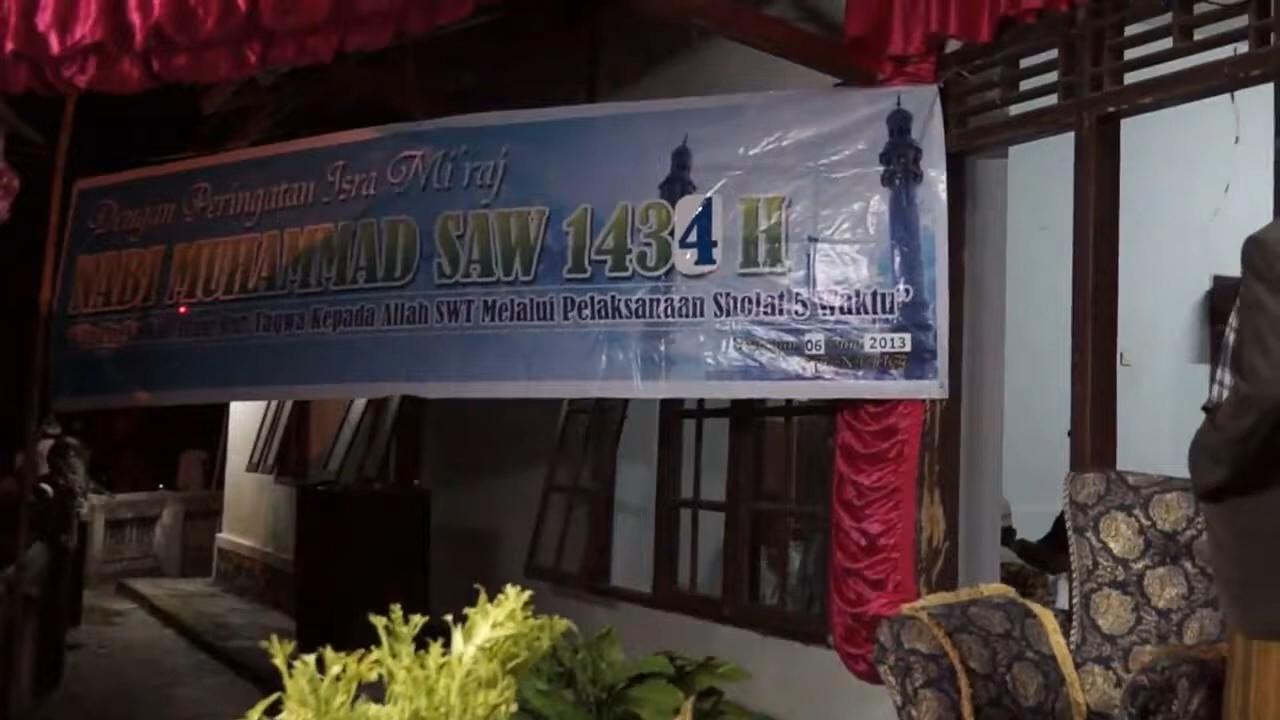 Dengan Peringatan Isra Mi'raj
NABI MUHAMMAD SAW 1434 H
Taqwa Kepada Allah SWT Melalui Pelaksanaan Sholat 5 Waktu"
06 2013